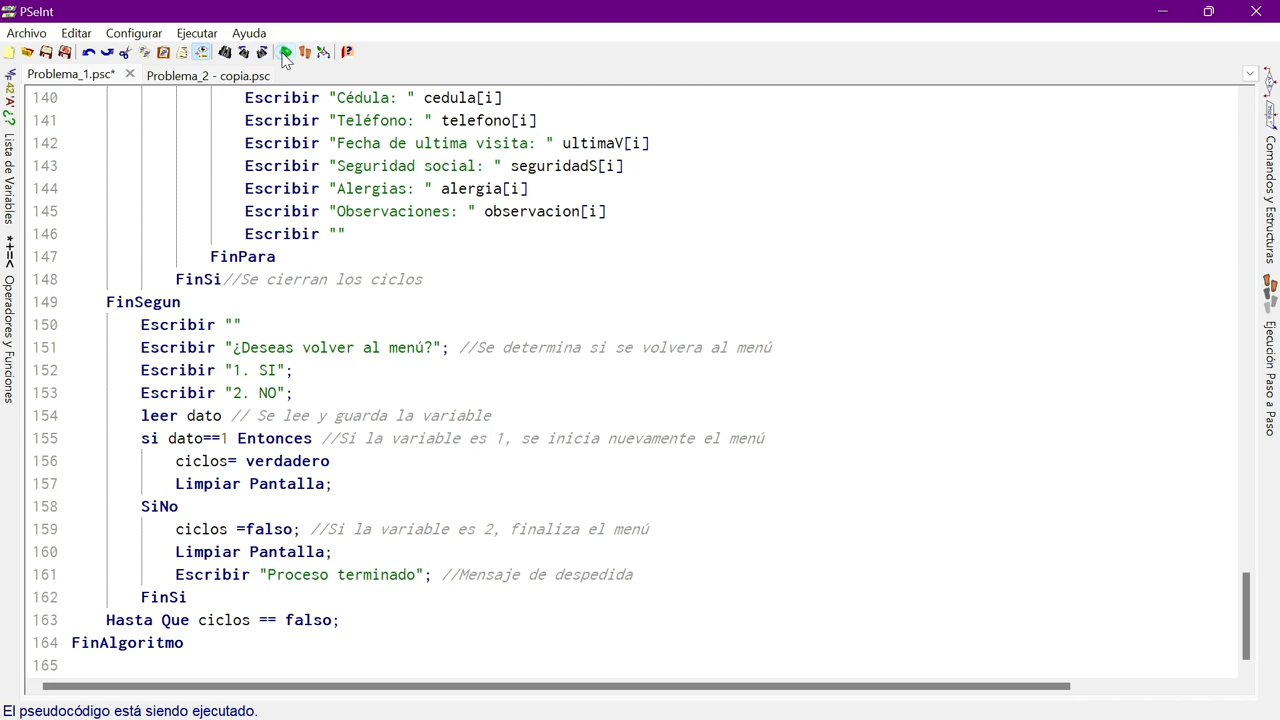 PSeInt
Archivo Editar Configurar Ejecutar Ayuda
Problema_1.psc* Problema_2 - copia.psc
140 Escribir "Cédula: " cedula[i]
141 Escribir "Teléfono: " telefono[i]
142 Escribir "Fecha de ultima visita: " ultimaV[i]
143 Escribir "Seguridad social: " seguridadS[i]
144 Escribir "Alergias: " alergia[i]
145 Escribir "Observaciones: " observacion[i]
146 Escribir ""
147 FinPara
148 FinSi//Se cierran los ciclos
149 FinSegun
150 Escribir ""
151 Escribir "¿Deseas volver al menú?"; //Se determina si se volvera al menú
152 Escribir "1. SI";
153 Escribir "2. NO";
154 leer dato // Se lee y guarda la variable
155 si dato==1 Entonces //Si la variable es 1, se inicia nuevamente el menú
156 ciclos= verdadero
157 Limpiar Pantalla;
158 SiNo
159 ciclos =falso; //Si la variable es 2, finaliza el menú
160 Limpiar Pantalla;
161 Escribir "Proceso terminado"; //Mensaje de despedida
162 FinSi
163 Hasta Que ciclos == falso;
164 FinAlgoritmo
165
Lista de Variables
*+=< Operadores y Funciones
Comandos y Estructuras
Ejecución Paso a Paso
El pseudocódigo está siendo ejecutado.